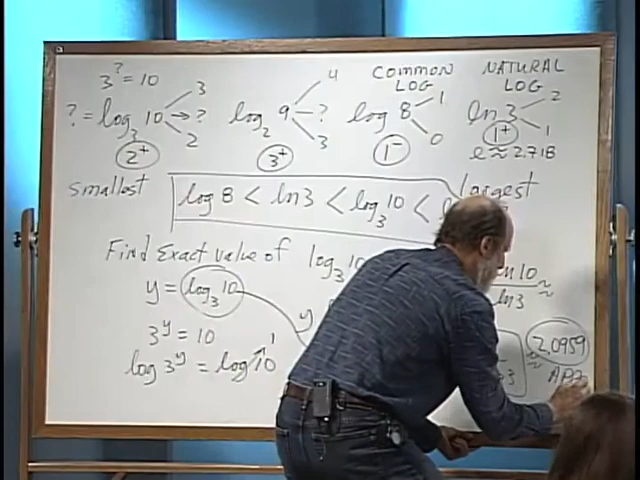 3^? = 10
COMMON LOG
NATURAL LOG
? = log_3 10 → ?
3
2
log_2 9 - ?
4
3
log 8
1
0
ln 3
2
1
2^+
3^+
1^-
1^+
e ≈ 2.718
smallest
largest
log 8 < ln 3 < log_3 10 <
Find Exact value of log_3 10
y = log_3 10
ln 10
ln 3
≈
3^y = 10
y
≈ 2.0959
log 3^y = log 10
1